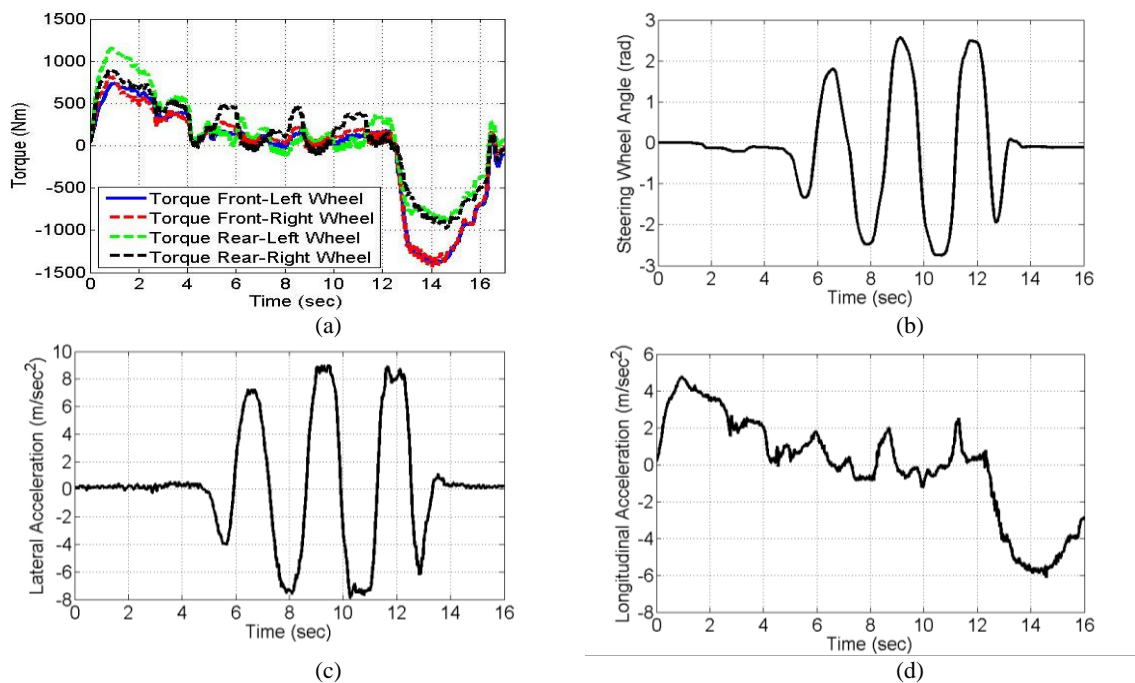 1500
1000
500
0
-500
-1000
-1500
Torque (Nm)
Torque Front-Left Wheel
Torque Front-Right Wheel
Torque Rear-Left Wheel
Torque Rear-Right Wheel
0 2 4 6 8 10 12 14 16
Time (sec)
(a)
3
2
1
0
-1
-2
-3
Steering Wheel Angle (rad)
0 2 4 6 8 10 12 14 16
Time (sec)
(b)
10
8
6
4
2
0
-2
-4
-6
-8
Lateral Acceleration (m/sec²)
0 2 4 6 8 10 12 14 16
Time (sec)
(c)
6
4
2
0
-2
-4
-6
-8
Longitudinal Acceleration (m/sec²)
0 2 4 6 8 10 12 14 16
Time (sec)
(d)